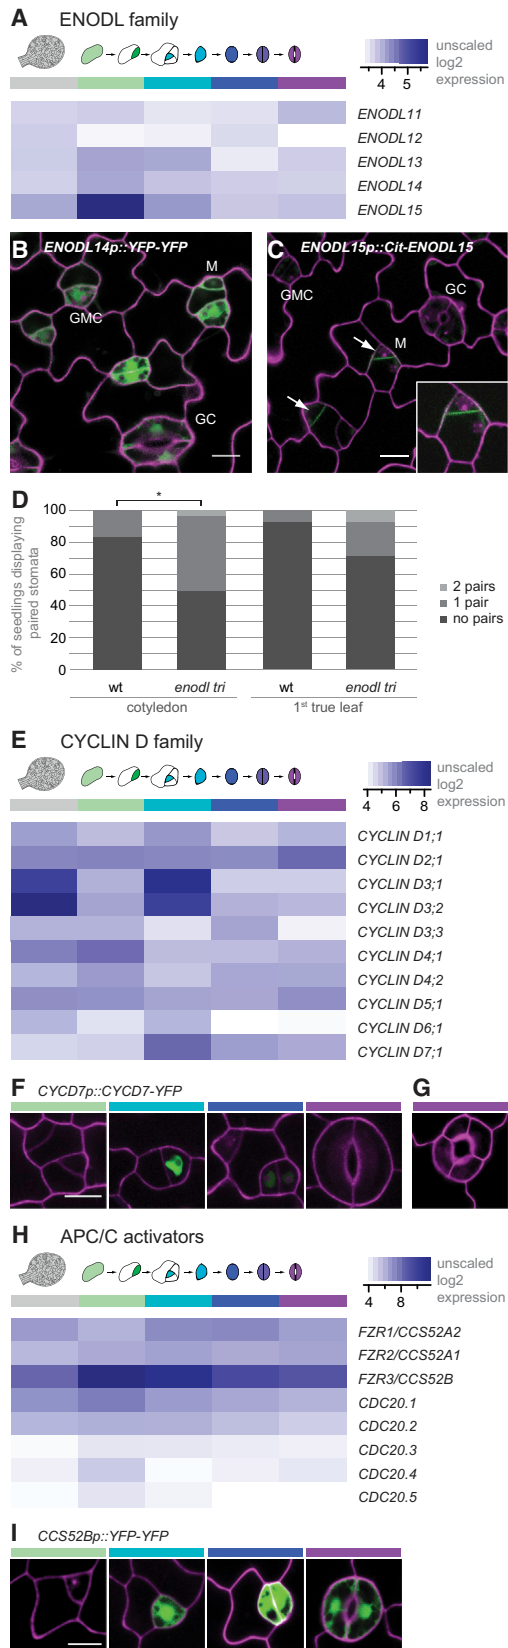 A ENODL family
4 5
unscaled
log2
expression
ENODL11
ENODL12
ENODL13
ENODL14
ENODL15
B ENODL14p::YFP-YFP
M
GMC
GC
C ENODL15p::Cit-ENODL15
GMC
GC
M
D
% of seedlings displaying
paired stomata
100
80
60
40
20
0
*
2 pairs
1 pair
no pairs
wt enodl tri wt enodl tri
cotyledon 1st true leaf
E CYCLIN D family
4 6 8
unscaled
log2
expression
CYCLIN D1;1
CYCLIN D2;1
CYCLIN D3;1
CYCLIN D3;2
CYCLIN D3;3
CYCLIN D4;1
CYCLIN D4;2
CYCLIN D5;1
CYCLIN D6;1
CYCLIN D7;1
F CYCD7p::CYCD7-YFP
G
H APC/C activators
4 8
unscaled
log2
expression
FZR1/CCS52A2
FZR2/CCS52A1
FZR3/CCS52B
CDC20.1
CDC20.2
CDC20.3
CDC20.4
CDC20.5
I CCS52Bp::YFP-YFP